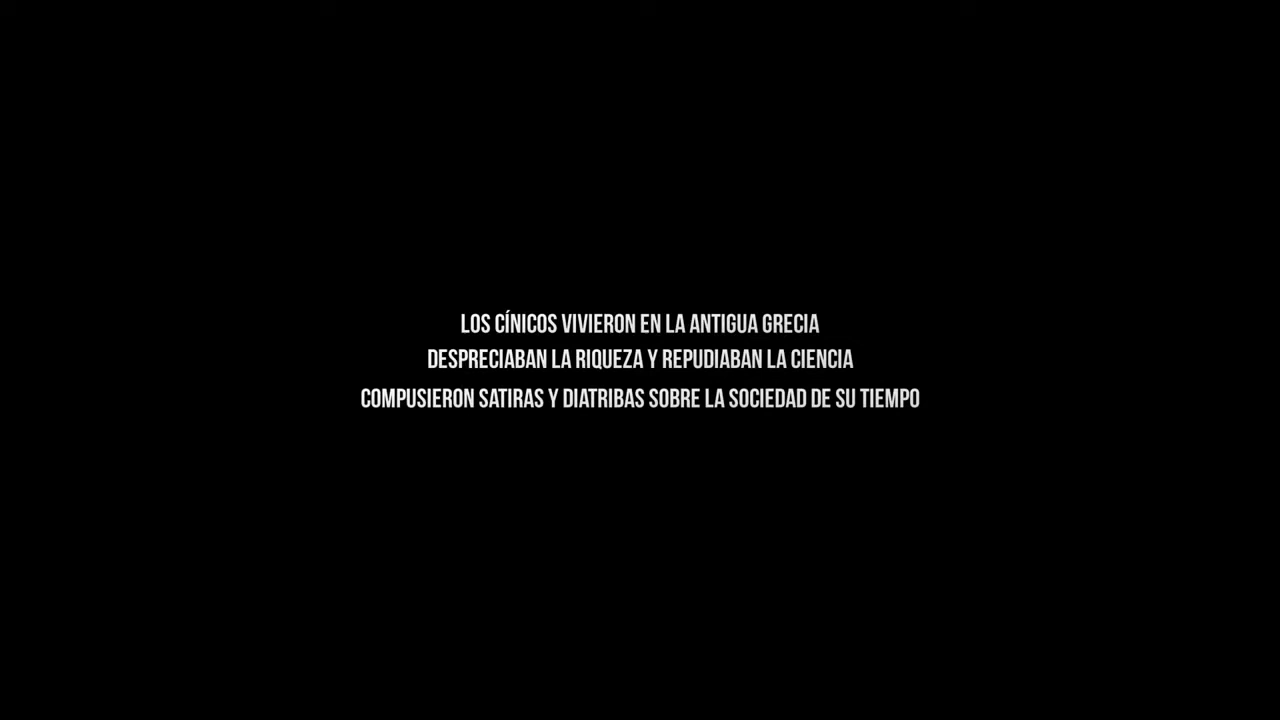 LOS CÍNICOS VIVIERON EN LA ANTIGUA GRECIA
DESPRECIABAN LA RIQUEZA Y REPUDIABAN LA CIENCIA
COMPUSIERON SATIRAS Y DIATRIBAS SOBRE LA SOCIEDAD DE SU TIEMPO